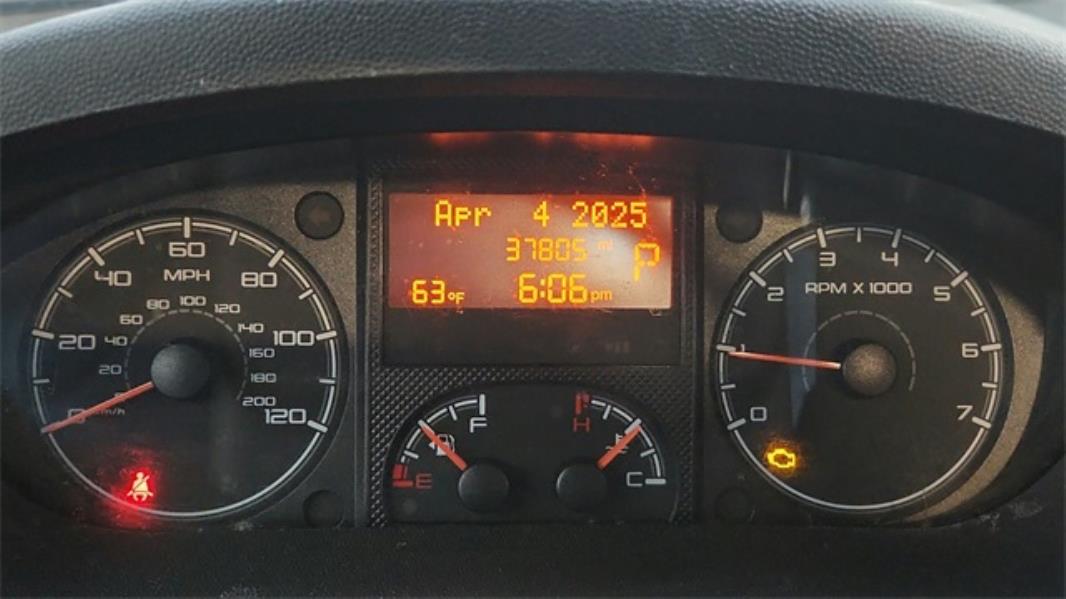 Apr 4 2025
37805 mi
P
63°F 6:06pm
0 20 40 60 80 100 120
MPH
20 40 60 80 100 120 140 160 180 200
km/h
0 1 2 3 4 5 6 7
RPM X 1000
E F
H C